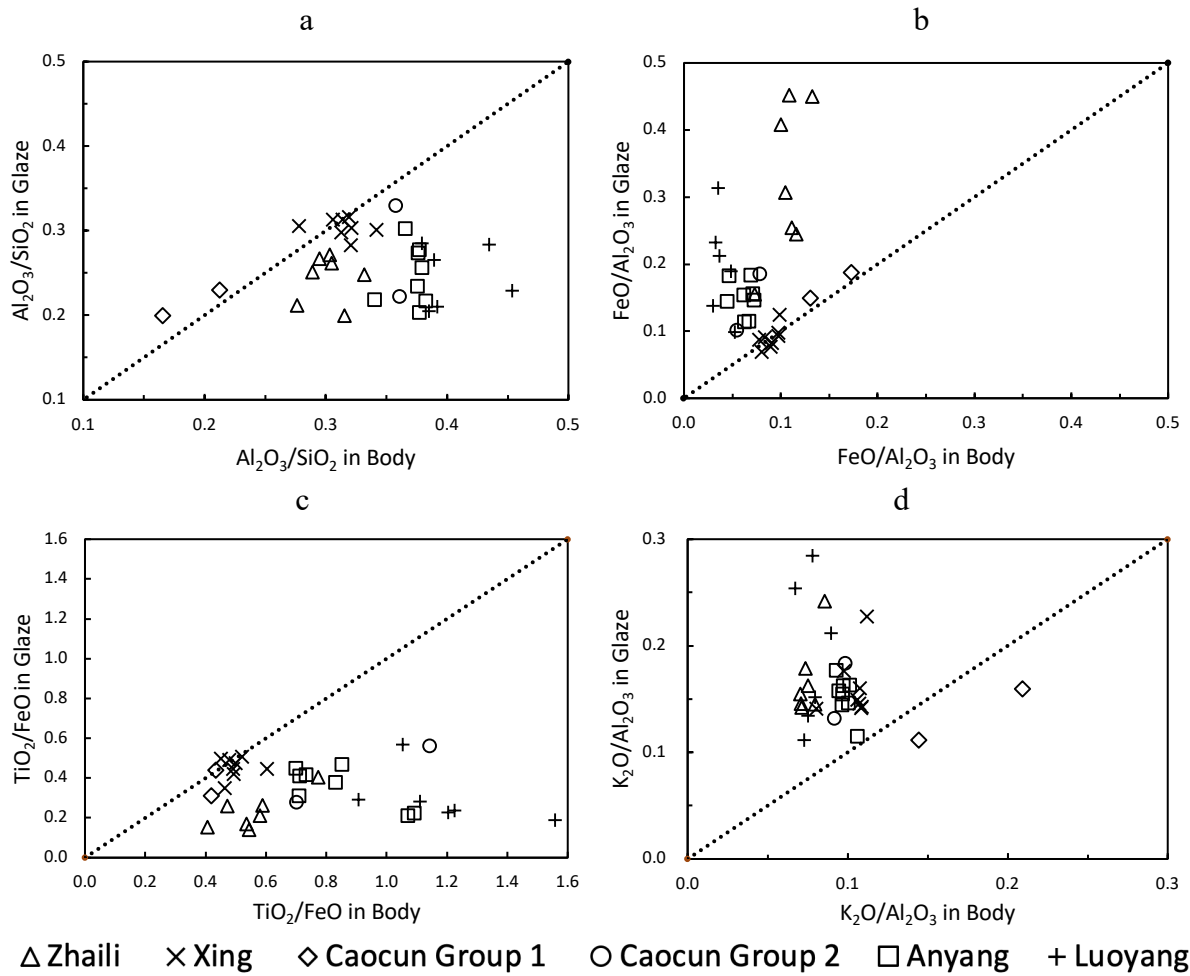 a
0.5
0.4
0.3
0.2
0.1
0.1 0.2 0.3 0.4 0.5
Al₂O₃/SiO₂ in Glaze
Al₂O₃/SiO₂ in Body
b
0.5
0.4
0.3
0.2
0.1
0.0
0.0 0.1 0.2 0.3 0.4 0.5
FeO/Al₂O₃ in Glaze
FeO/Al₂O₃ in Body
c
1.6
1.4
1.2
1.0
0.8
0.6
0.4
0.2
0.0
0.0 0.2 0.4 0.6 0.8 1.0 1.2 1.4 1.6
TiO₂/FeO in Glaze
TiO₂/FeO in Body
d
0.3
0.2
0.1
0.0
0.0 0.1 0.2 0.3
K₂O/Al₂O₃ in Glaze
K₂O/Al₂O₃ in Body
Zhaili Xing Caocun Group 1 Caocun Group 2 Anyang Luoyang